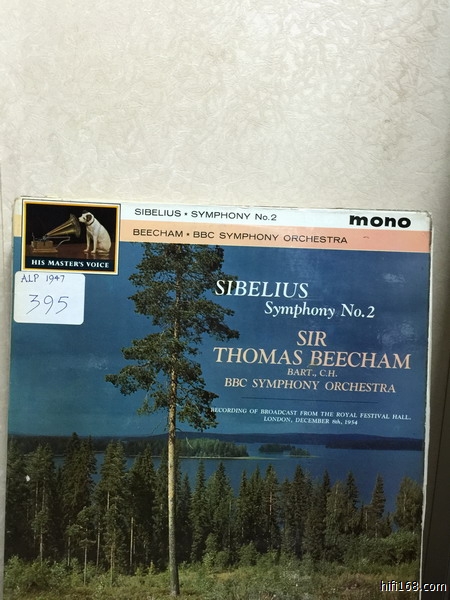 SIBELIUS • SYMPHONY No.2
mono
BEECHAM • BBC SYMPHONY ORCHESTRA
HIS MASTER'S VOICE
ALP 1947
395
SIBELIUS
Symphony No.2
SIR
THOMAS BEECHAM
BART., C.H.
BBC SYMPHONY ORCHESTRA
RECORDING OF BROADCAST FROM THE ROYAL FESTIVAL HALL,
LONDON, DECEMBER 8th, 1954
hifi168.com